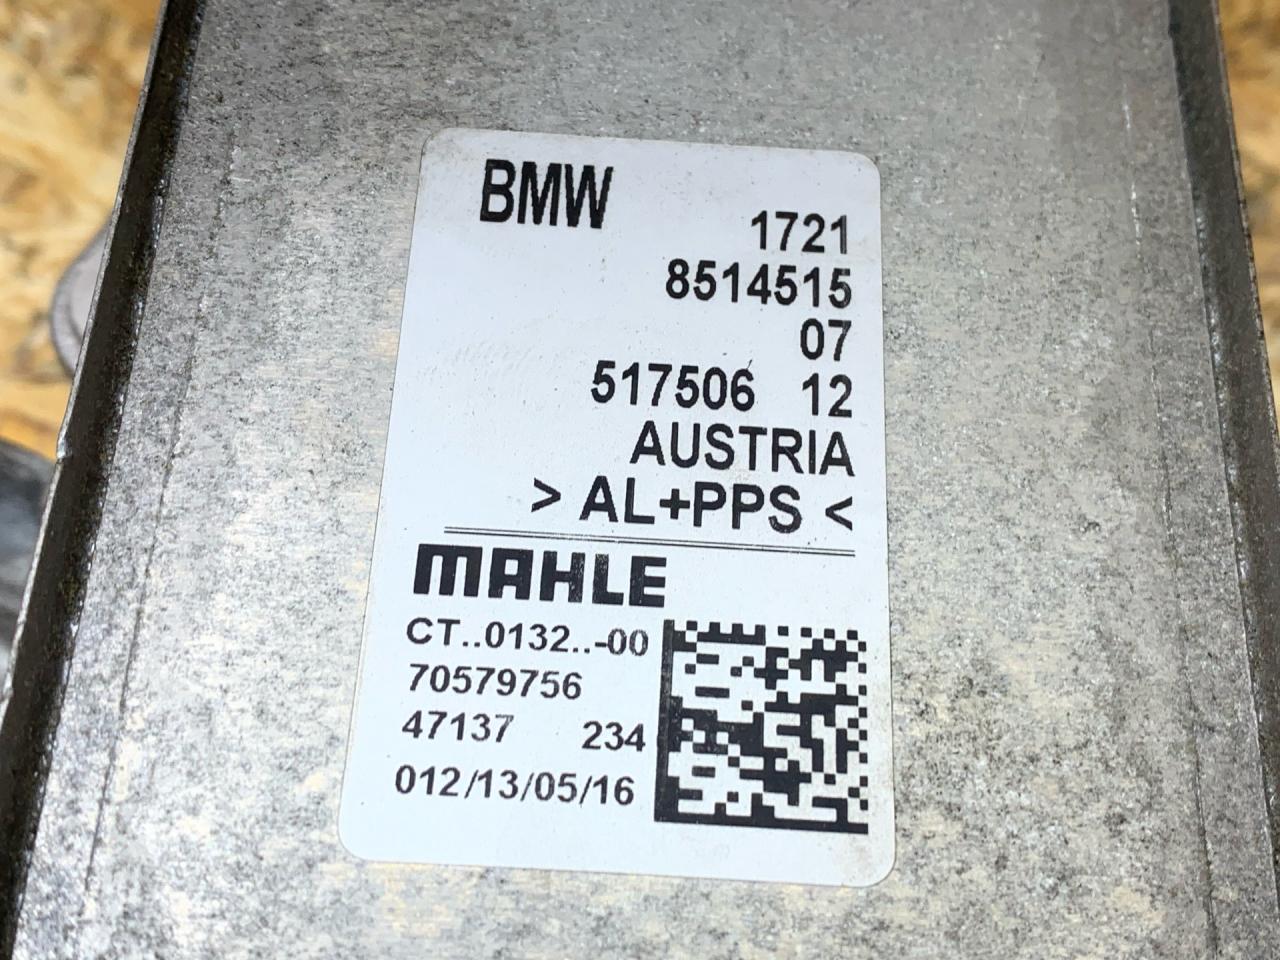 BMW
1721
8514515
07
517506 12
AUSTRIA
> AL+PPS <
MAHLE
CT..0132..-00
70579756
47137 234
012/13/05/16